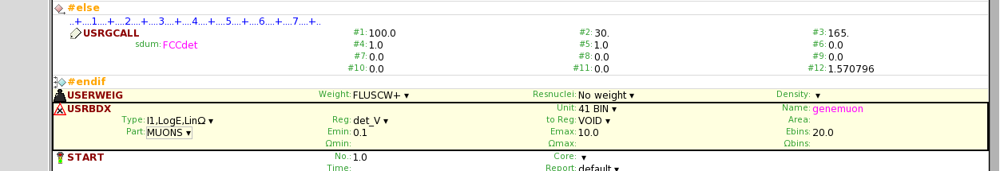 #else
..+....1....+....2....+....3....+....4....+....5....+....6....+....7....+..
USRGCALL #1: 100.0 #2: 30. #3: 165.
sdum: FCCdet #4: 1.0 #5: 1.0 #6: 0.0
#7: 0.0 #8: 0.0 #9: 0.0
#10: 0.0 #11: 0.0 #12: 1.570796
#endif
USERWEIG Weight: FLUSCW+ ▾ Resnuclei: No weight ▾ Density: ▾
USRBDX Unit: 41 BIN ▾ Name: genemuon
Type: I1,LogE,LinΩ ▾ Reg: det_V ▾ to Reg: VOID ▾ Area:
Part: MUONS ▾ Emin: 0.1 Emax: 10.0 Ebins: 20.0
Ωmin: Ωmax: Ωbins:
START No.: 1.0 Core: ▾
Time: Report: default ▾